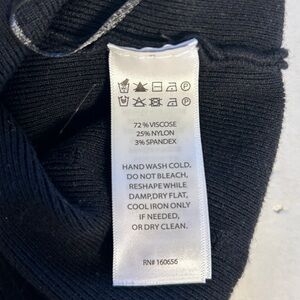 72% VISCOSE
25% NYLON
3% SPANDEX
HAND WASH COLD,
DO NOT BLEACH,
RESHAPE WHILE
DAMP,DRY FLAT,
COOL IRON ONLY
IF NEEDED,
OR DRY CLEAN.
RN# 160656